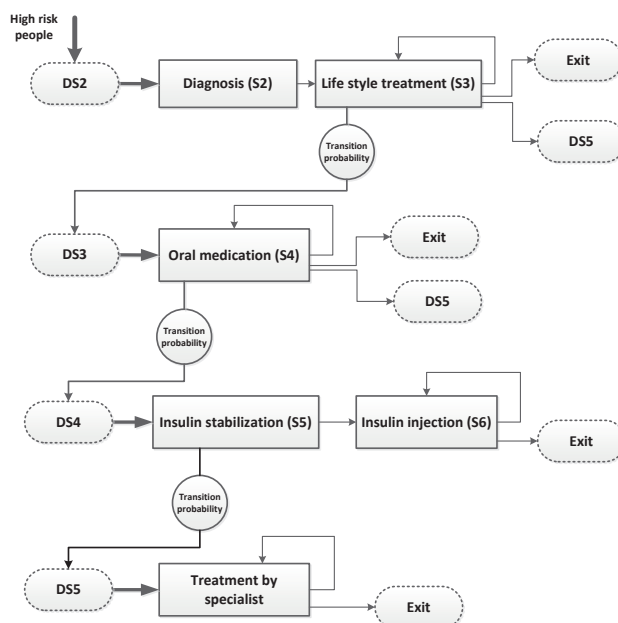 High risk
people
DS2
Diagnosis (S2)
Life style treatment (S3)
Exit
DS5
Transition
probability
DS3
Oral medication (S4)
Exit
DS5
Transition
probability
DS4
Insulin stabilization (S5)
Insulin injection (S6)
Exit
Transition
probability
DS5
Treatment by
specialist
Exit